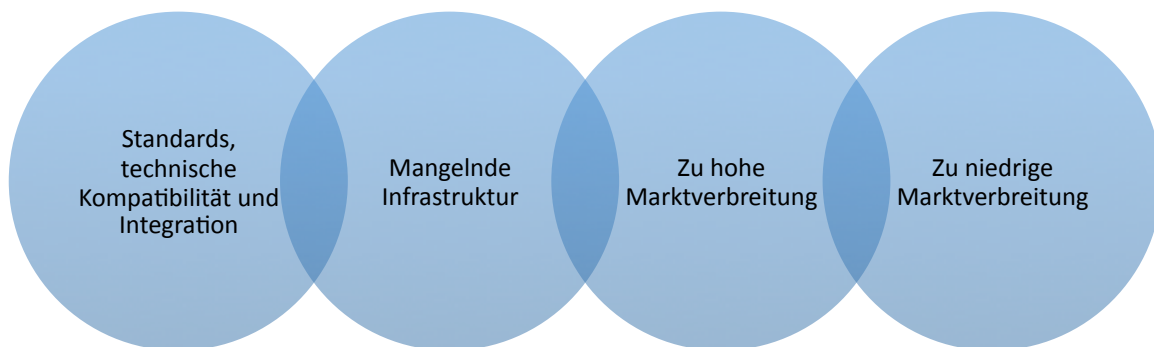 Standards,
technische
Kompatibilität und
Integration
Mangelnde
Infrastruktur
Zu hohe
Marktverbreitung
Zu niedrige
Marktverbreitung